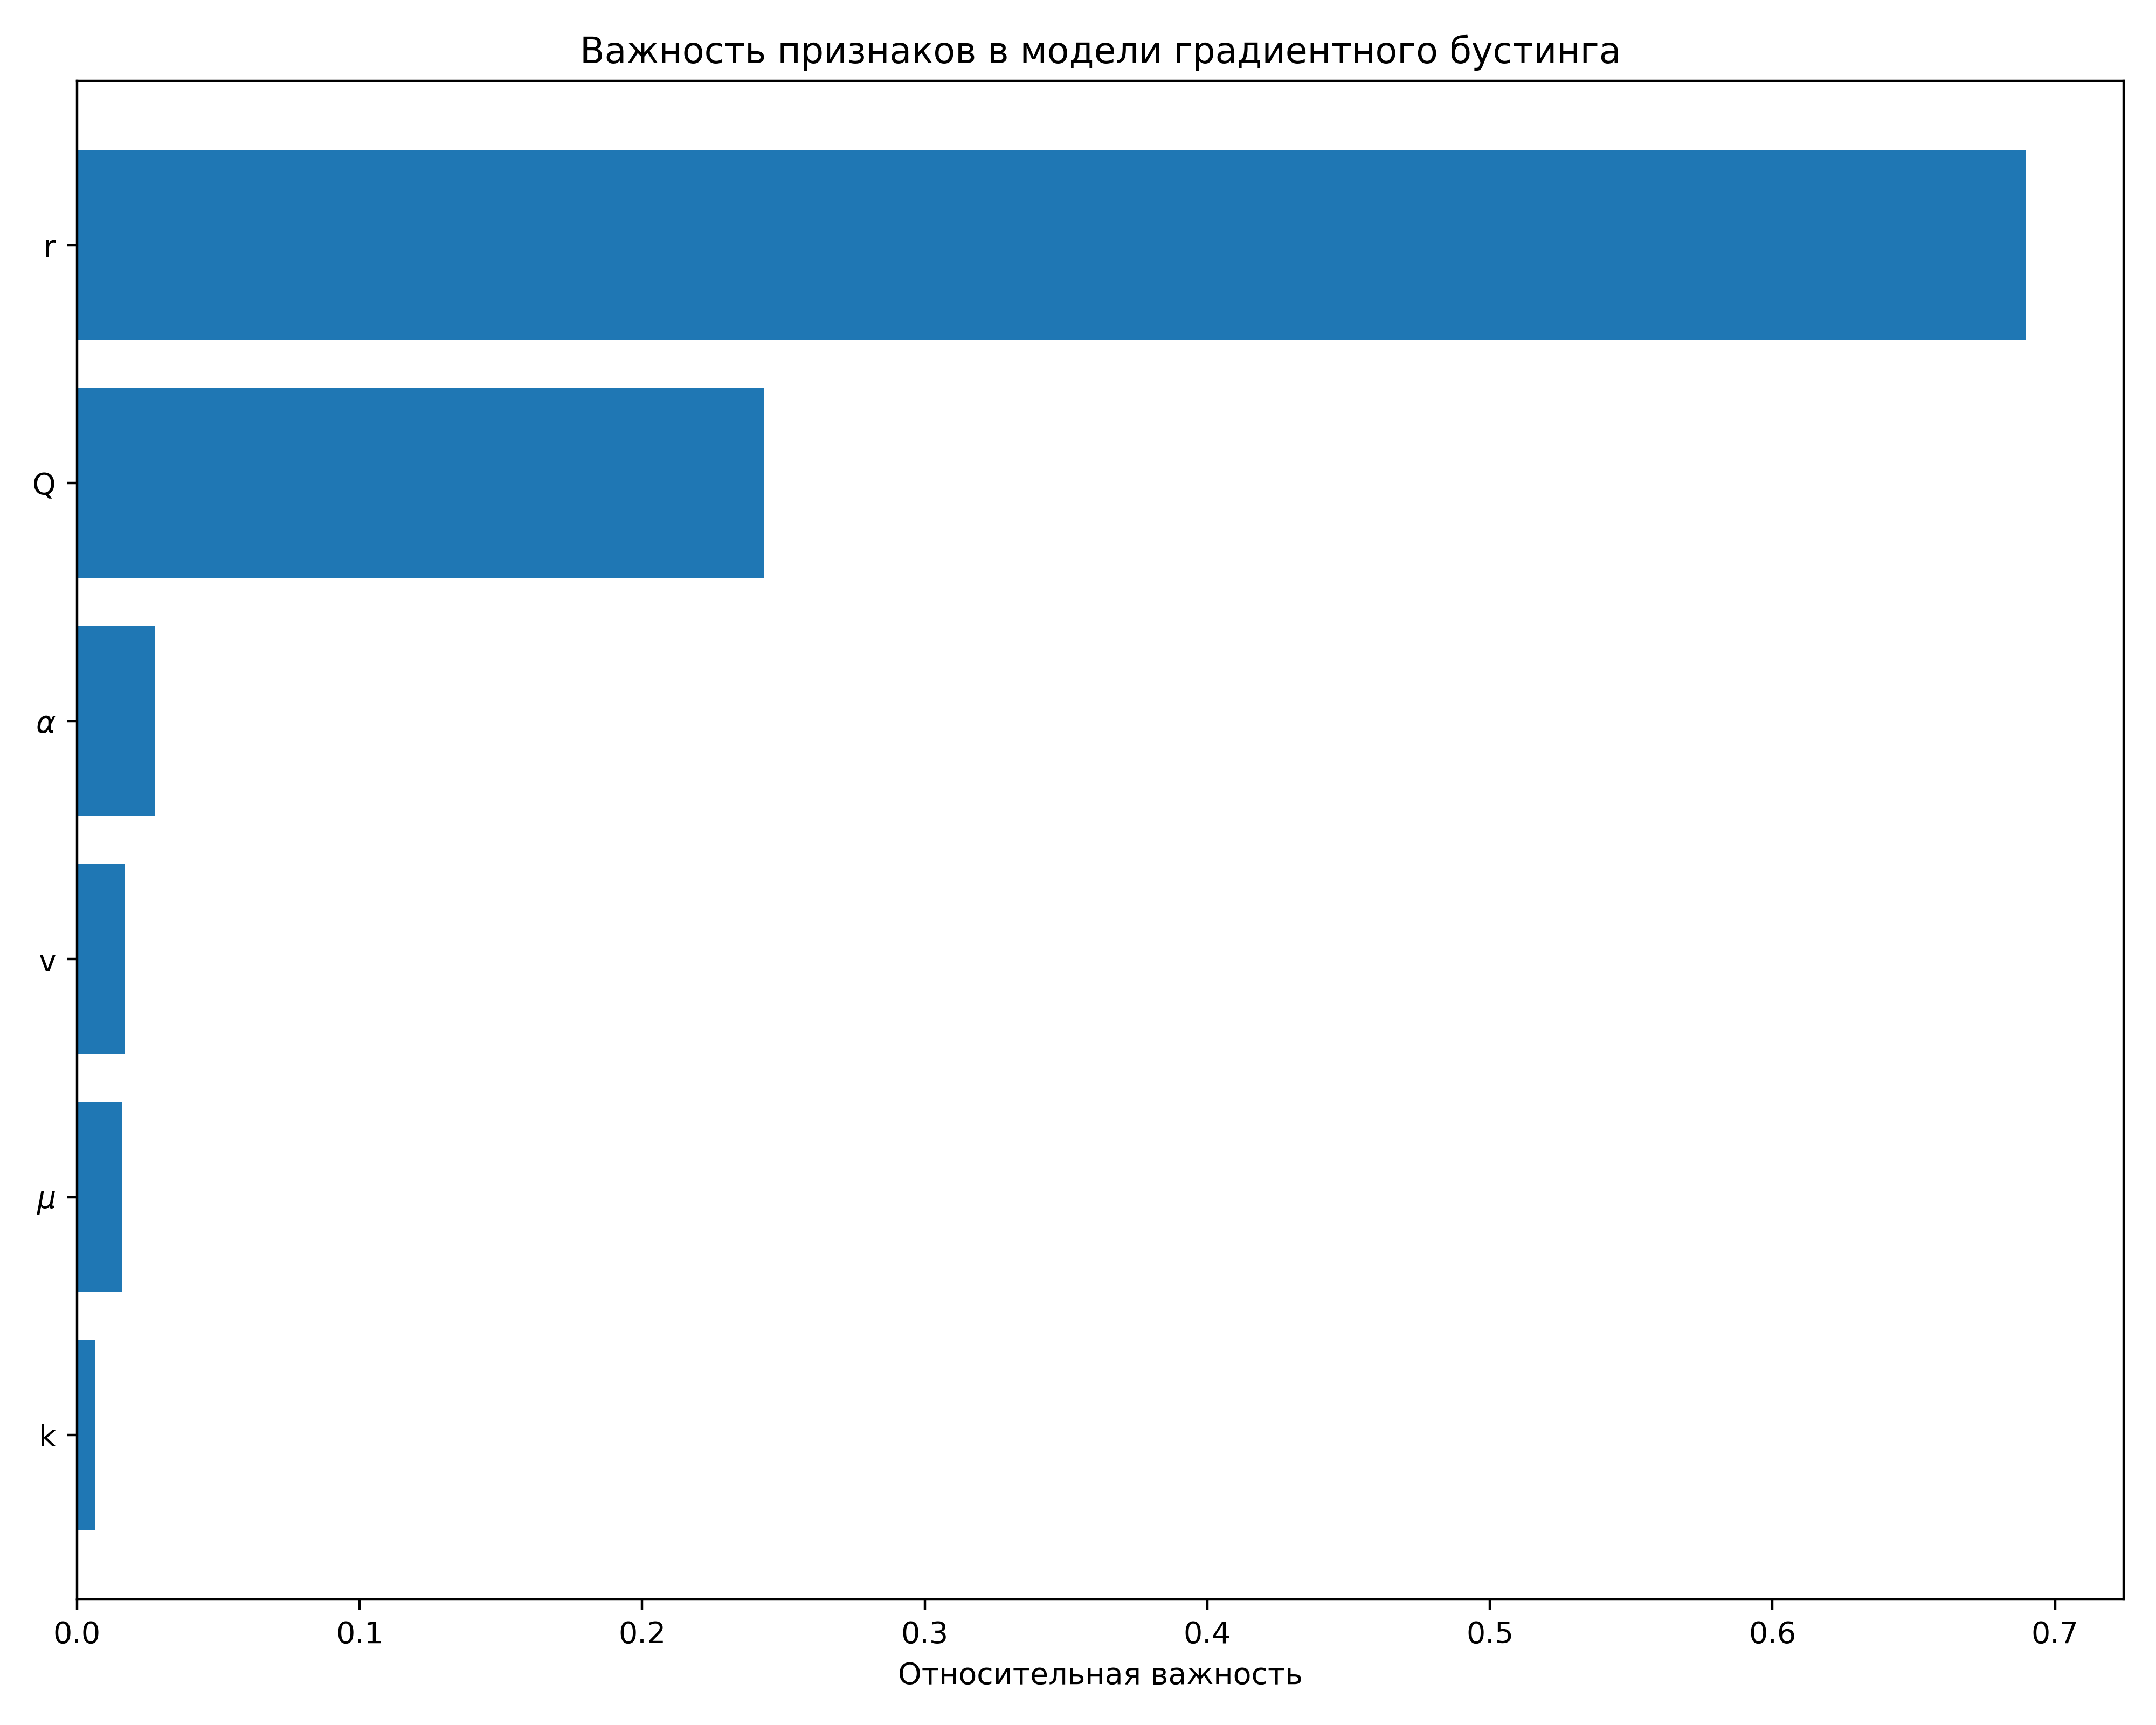 Важность признаков в модели градиентного бустинга
r
Q
α
v
μ
k
0.0 0.1 0.2 0.3 0.4 0.5 0.6 0.7
Относительная важность